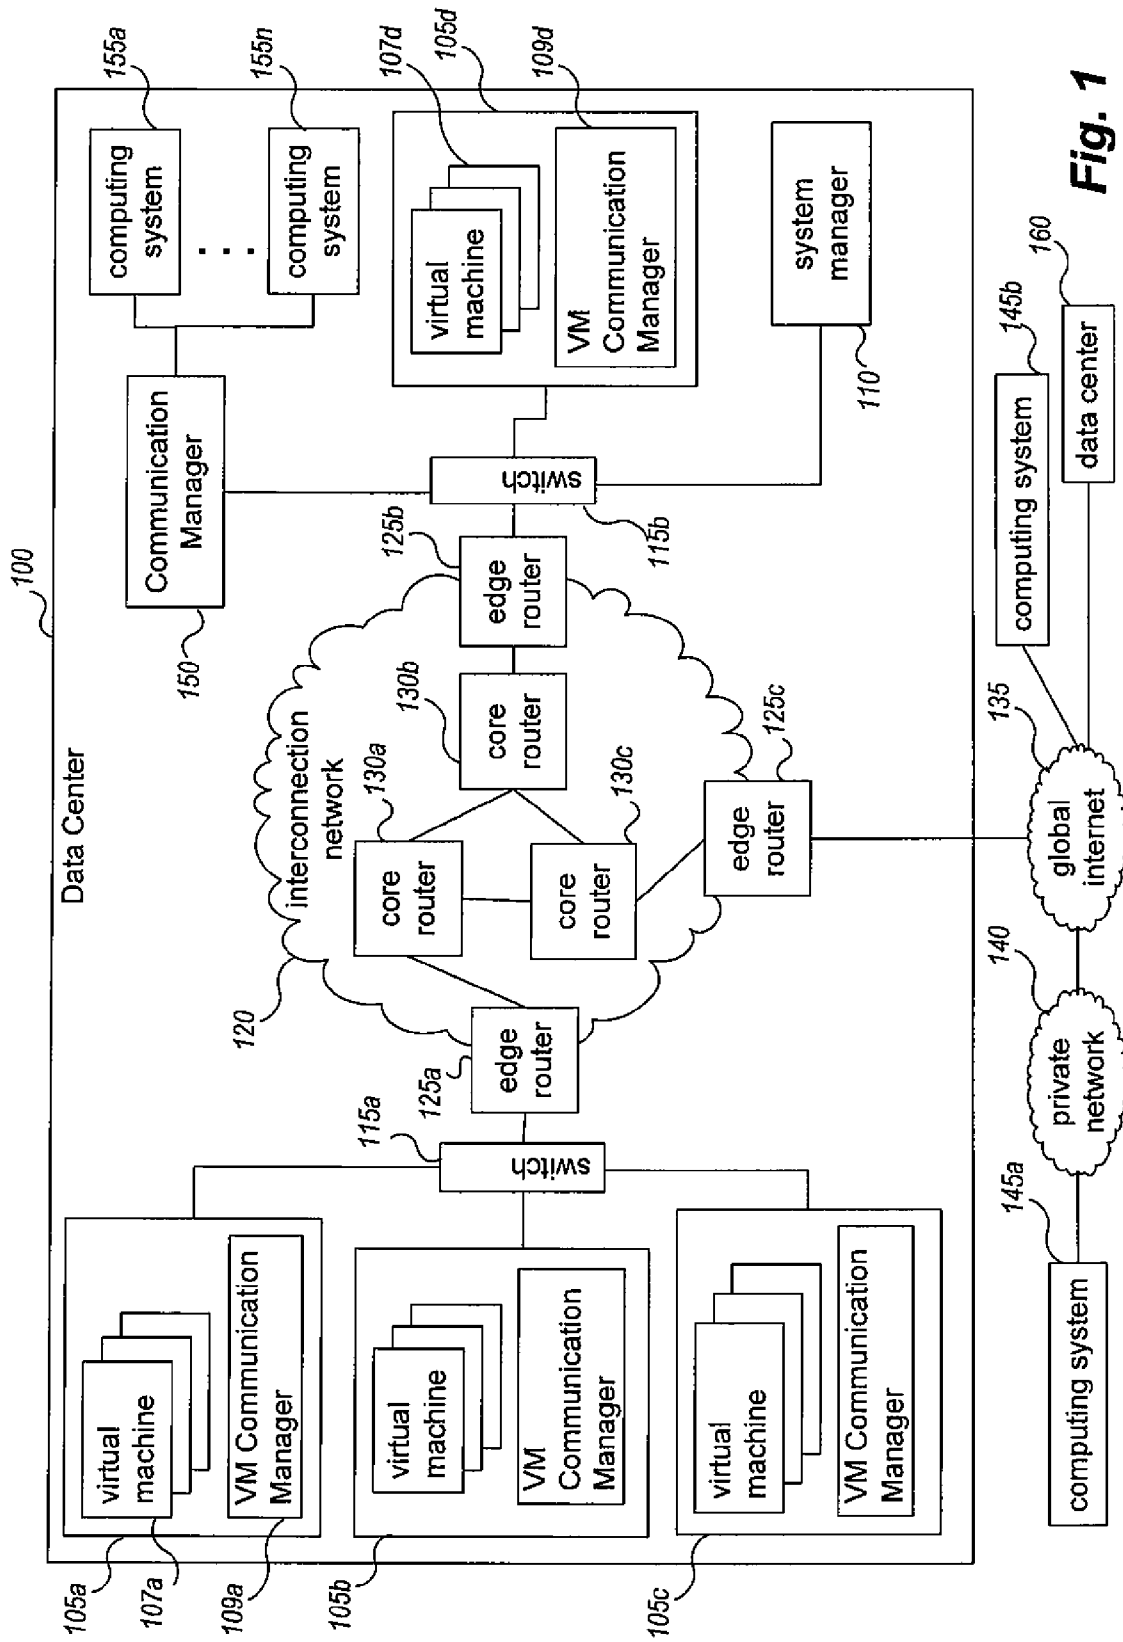 100
Data Center
105a
107a
109a
virtual
machine
VM Communication
Manager
105b
virtual
machine
VM
Communication
Manager
105c
virtual
machine
VM Communication
Manager
115a
switch
125a
edge
router
120
interconnection
network
130a
core
router
130b
core
router
130c
core
router
125b
edge
router
125c
edge
router
115b
switch
150
Communication
Manager
155a
computing
system
. . .
155n
computing
system
107d
105d
109d
virtual
machine
VM
Communication
Manager
110
system
manager
145a
computing system
140
private
network
135
global
internet
145b
computing system
160
data center
Fig. 1